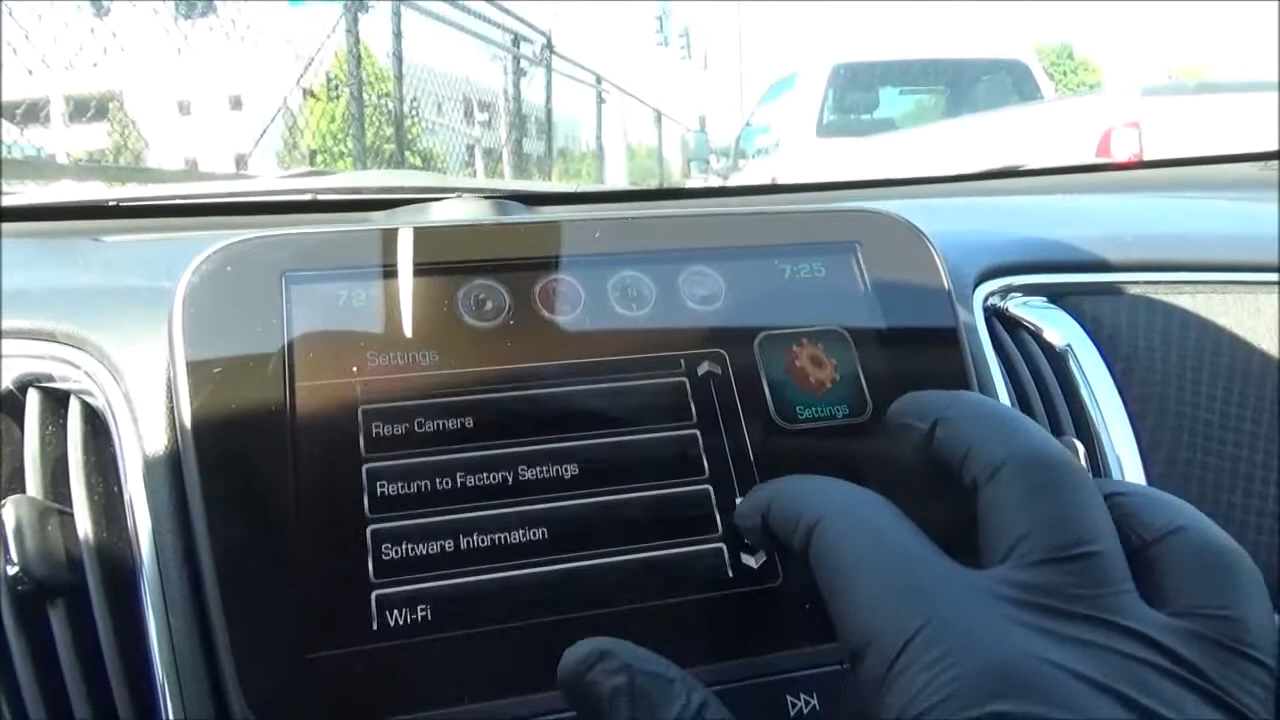 72°
7:25
Settings
Settings
Rear Camera
Return to Factory Settings
Software Information
Wi-Fi